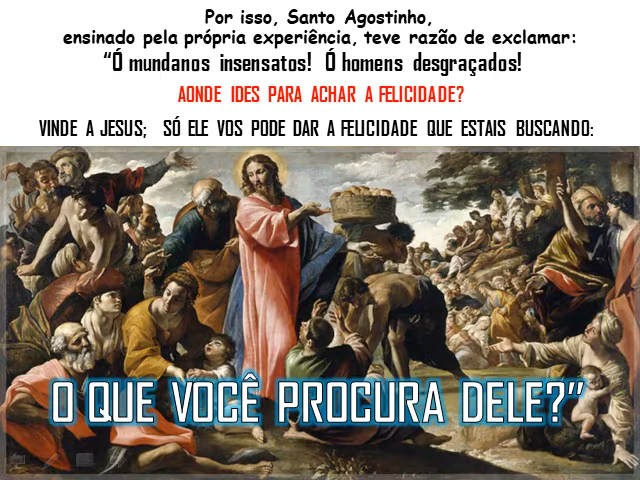 Por isso, Santo Agostinho,
ensinado pela própria experiência, teve razão de exclamar:
“Ó mundanos insensatos! Ó homens desgraçados!
AONDE IDES PARA ACHAR A FELICIDADE?
VINDE A JESUS; SÓ ELE VOS PODE DAR A FELICIDADE QUE ESTAIS BUSCANDO:
O QUE VOCÊ PROCURA DELE?”